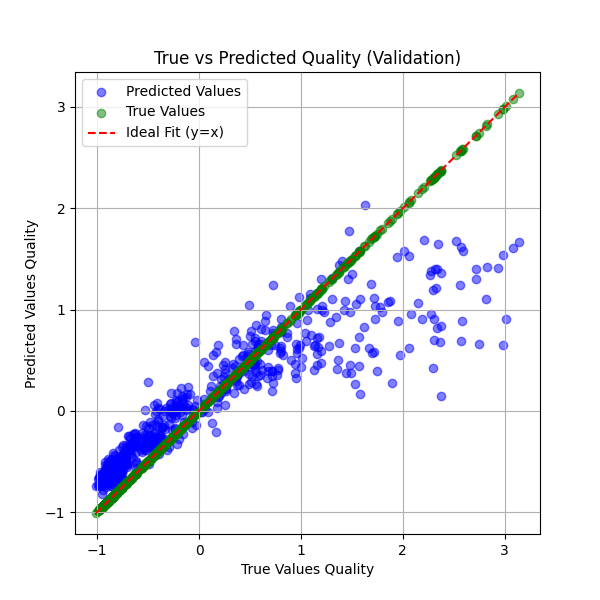 True vs Predicted Quality (Validation)
Predicted Values
True Values
Ideal Fit (y=x)
Predicted Values Quality
3
2
1
0
−1
−1 0 1 2 3
True Values Quality